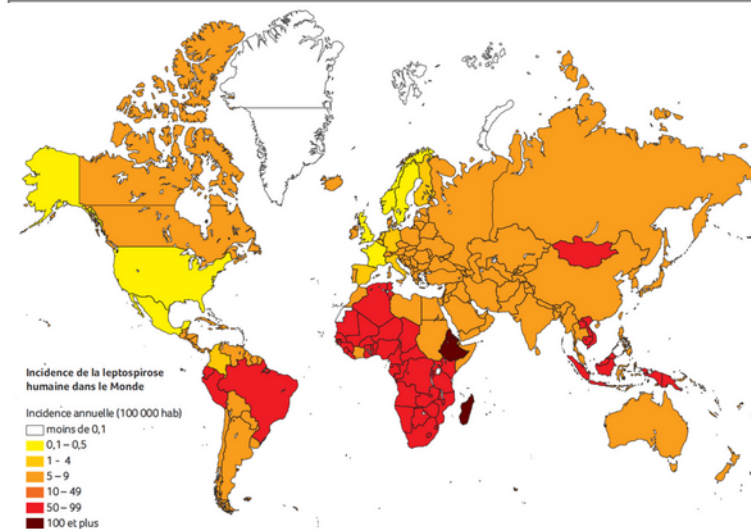 Incidence de la leptospirose
humaine dans le Monde
Incidence annuelle (100 000 hab)
moins de 0,1
0,1 – 0,5
1 - 4
5 – 9
10 – 49
50 – 99
100 et plus